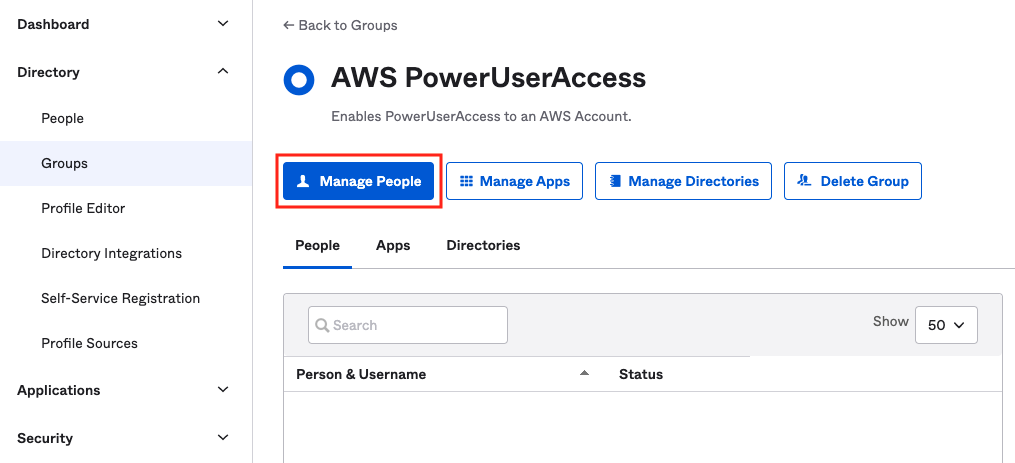 Dashboard
Directory
People
Groups
Profile Editor
Directory Integrations
Self-Service Registration
Profile Sources
Applications
Security
← Back to Groups
AWS PowerUserAccess
Enables PowerUserAccess to an AWS Account.
Manage People Manage Apps Manage Directories Delete Group
People Apps Directories
Search Show 50
Person & Username Status